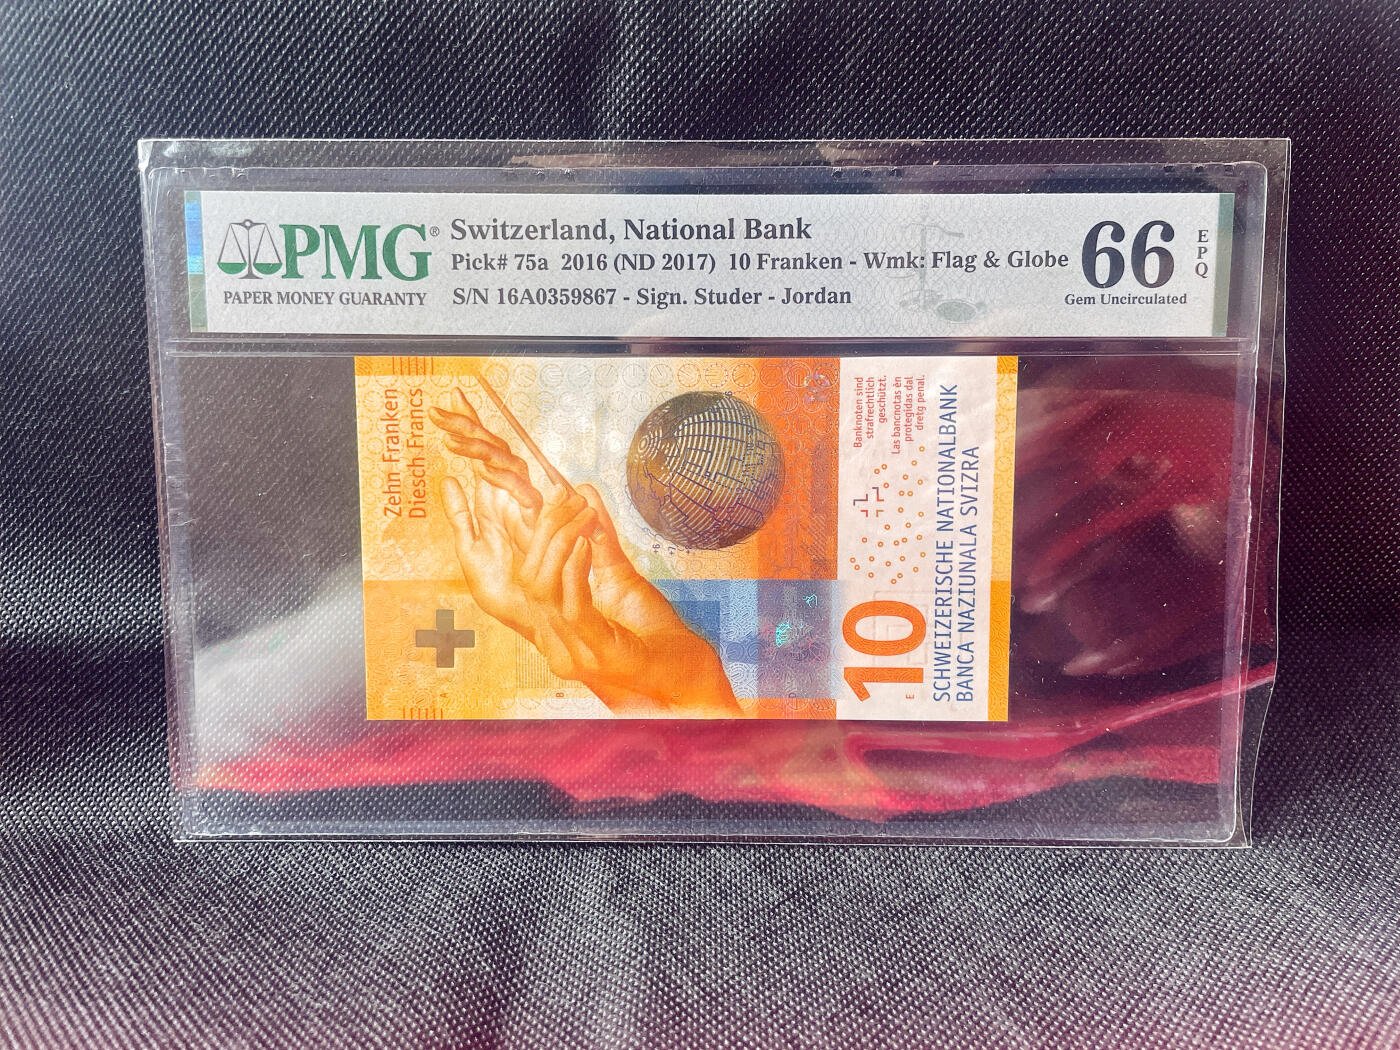 PMG®
PAPER MONEY GUARANTY
Switzerland, National Bank
Pick# 75a 2016 (ND 2017) 10 Franken - Wmk: Flag & Globe
S/N 16A0359867 - Sign. Studer - Jordan
66
EPQ
Gem Uncirculated
Zehn Franken
Diesch Francs
Banknoten sind
strafrechtlich
geschützt.
Las bancnotas èn
protegidas dal
dretg penal.
10
SCHWEIZERISCHE NATIONALBANK
BANCA NAZIUNALA SVIZRA
A
B
C
D
E